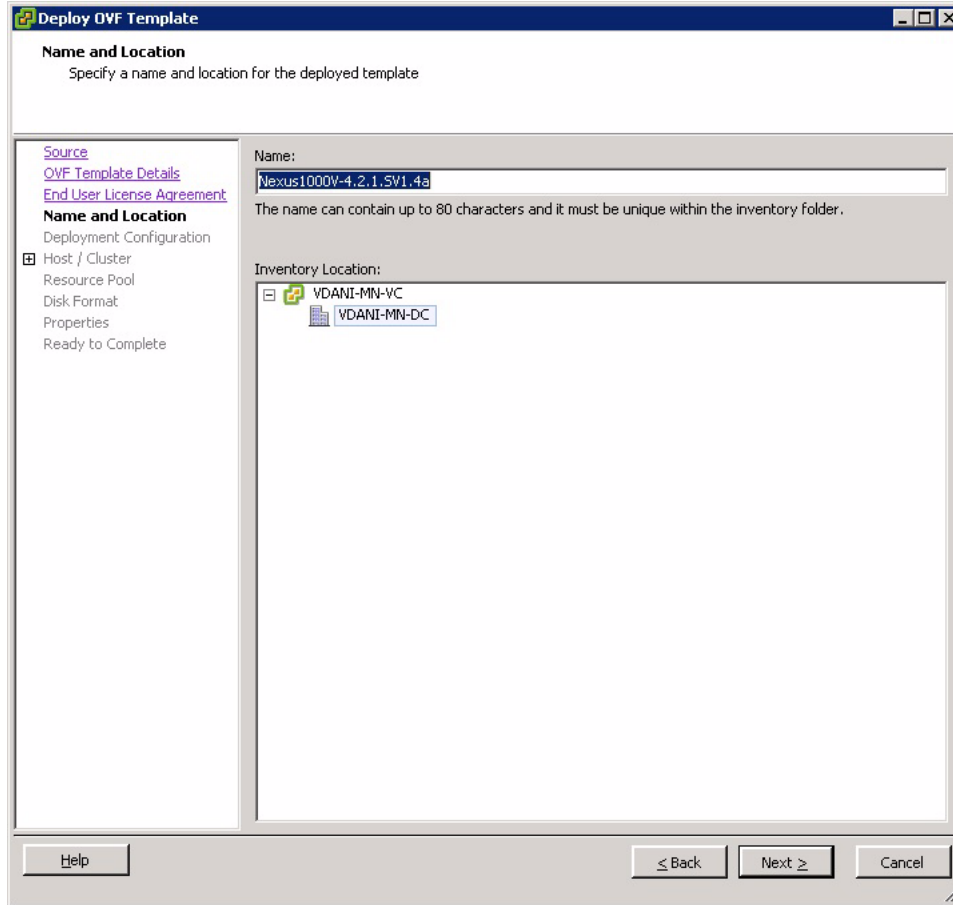 Deploy OVF Template
Name and Location
Specify a name and location for the deployed template
Source
OVF Template Details
End User License Agreement
Name and Location
Deployment Configuration
Host / Cluster
Resource Pool
Disk Format
Properties
Ready to Complete
Name:
Nexus1000V-4.2.1.SV1.4a
The name can contain up to 80 characters and it must be unique within the inventory folder.
Inventory Location:
VDANI-MN-VC
VDANI-MN-DC
Help
< Back
Next >
Cancel